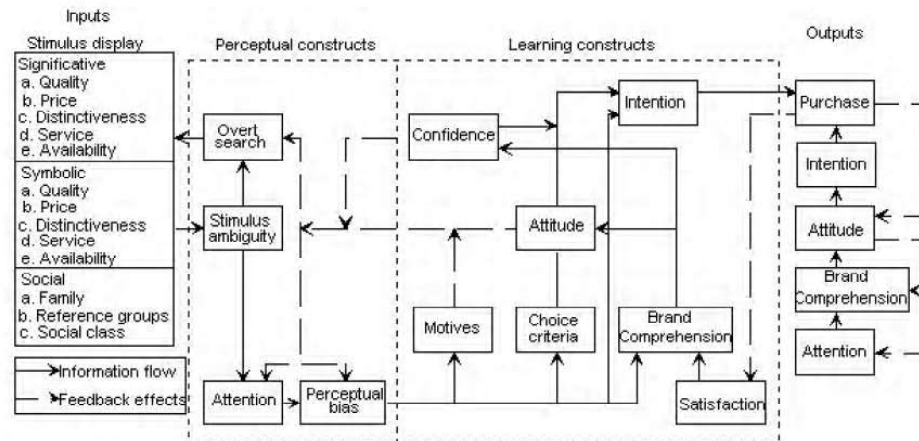 Inputs
Stimulus display
Significative
a. Quality
b. Price
c. Distinctiveness
d. Service
e. Availability
Symbolic
a. Quality
b. Price
c. Distinctiveness
d. Service
e. Availability
Social
a. Family
b. Reference groups
c. Social class
Information flow
Feedback effects
Perceptual constructs
Overt
search
Stimulus
ambiguity
Attention
Perceptual
bias
Learning constructs
Confidence
Intention
Attitude
Motives
Choice
criteria
Brand
Comprehension
Satisfaction
Outputs
Purchase
Intention
Attitude
Brand
Comprehension
Attention